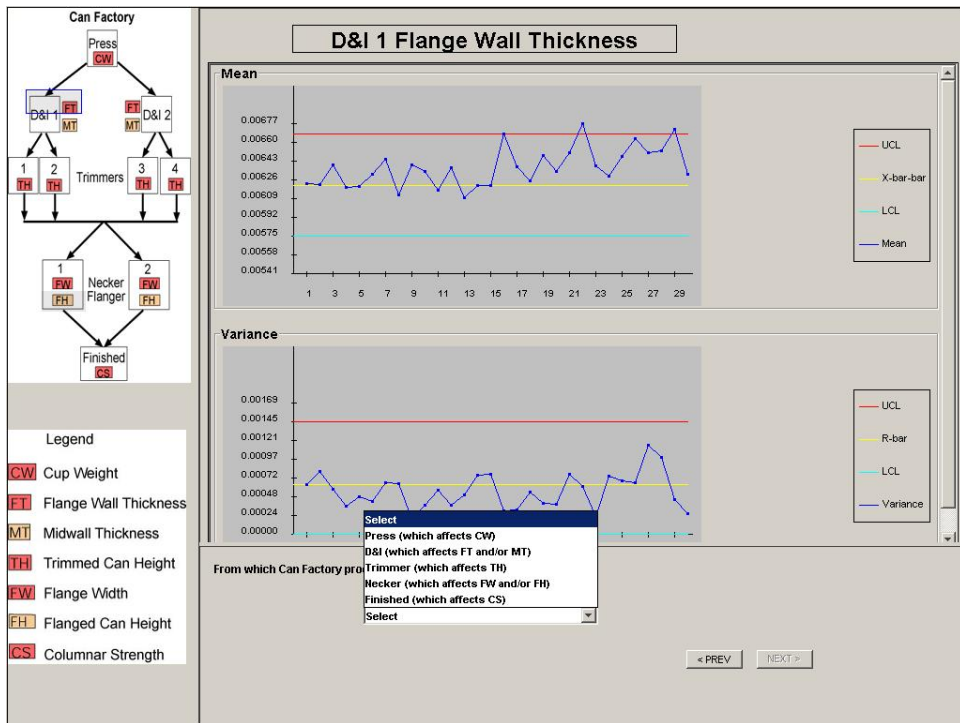 Can Factory
Press
CW
D&I 1
FT
MT
FT
MT
D&I 2
1
TH
2
TH
Trimmers
3
TH
4
TH
1
FW
FH
Necker
Flanger
2
FW
FH
Finished
CS
Legend
CW Cup Weight
FT Flange Wall Thickness
MT Midwall Thickness
TH Trimmed Can Height
FW Flange Width
FH Flanged Can Height
CS Columnar Strength
D&I 1 Flange Wall Thickness
Mean
0.00677
0.00660
0.00643
0.00626
0.00609
0.00592
0.00575
0.00558
0.00541
1 3 5 7 9 11 13 15 17 19 21 23 25 27 29
UCL
X-bar-bar
LCL
Mean
Variance
0.00169
0.00145
0.00121
0.00097
0.00072
0.00048
0.00024
0.00000
UCL
R-bar
LCL
Variance
From which Can Factory pro
Select
Press (which affects CW)
D&I (which affects FT and/or MT)
Trimmer (which affects TH)
Necker (which affects FW and/or FH)
Finished (which affects CS)
Select
< PREV
NEXT >